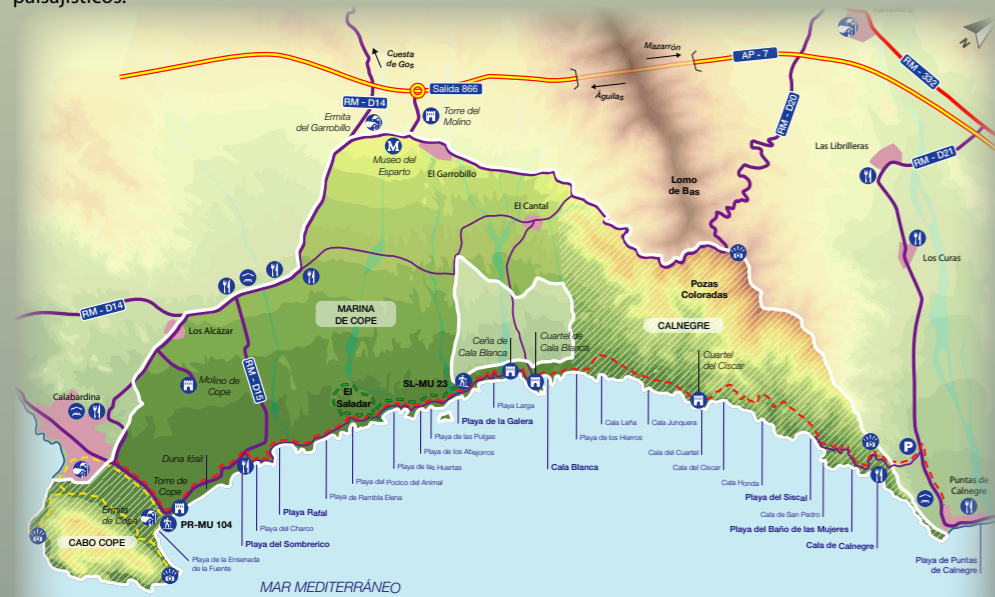 paisajísticos.
N
Cuesta
de Gos
Mazarrón
AP - 7
RM - 332
Águilas
Salida 866
RM - D14
Ermita
del Garrobillo
Torre del
Molino
M
Museo del
Esparto
El Garrobillo
RM - D20
Las Librilleras
RM - D21
Lomo
de Bas
El Cantal
Los Curas
Pozas
Coloradas
RM - D14
MARINA
DE COPE
CALNEGRE
Los Alcázar
Ceña de
Cala Blanca
Cuartel de
Cala Blanca
Cuartel
del Ciscar
RM - D15
Molino de
Cope
SL-MU 23
El
Saladar
Calabardina
Playa Larga
Cala Leña
Cala Junquera
Playa de la Galera
Playa de los Hierros
Playa de las Pulgas
P
Duna fósil
Playa de los Abejorros
Cala del Cuartel
Playa de las Huertas
Cala Blanca
Cala del Ciscar
Torre de
Cope
Playa del Pocico del Animal
Cala Honda
Puntas de
Calnegre
Playa de Rambla Elena
Playa del Siscal
Ermita
de Cope
Playa Rafal
Cala de San Pedro
PR-MU 104
Playa del Charco
Playa del Baño de las Mujeres
CABO COPE
Playa del Sombrerico
Cala de Calnegre
Playa de la Ensenada
de la Fuente
Playa de Puntas
de Calnegre
MAR MEDITERRÁNEO